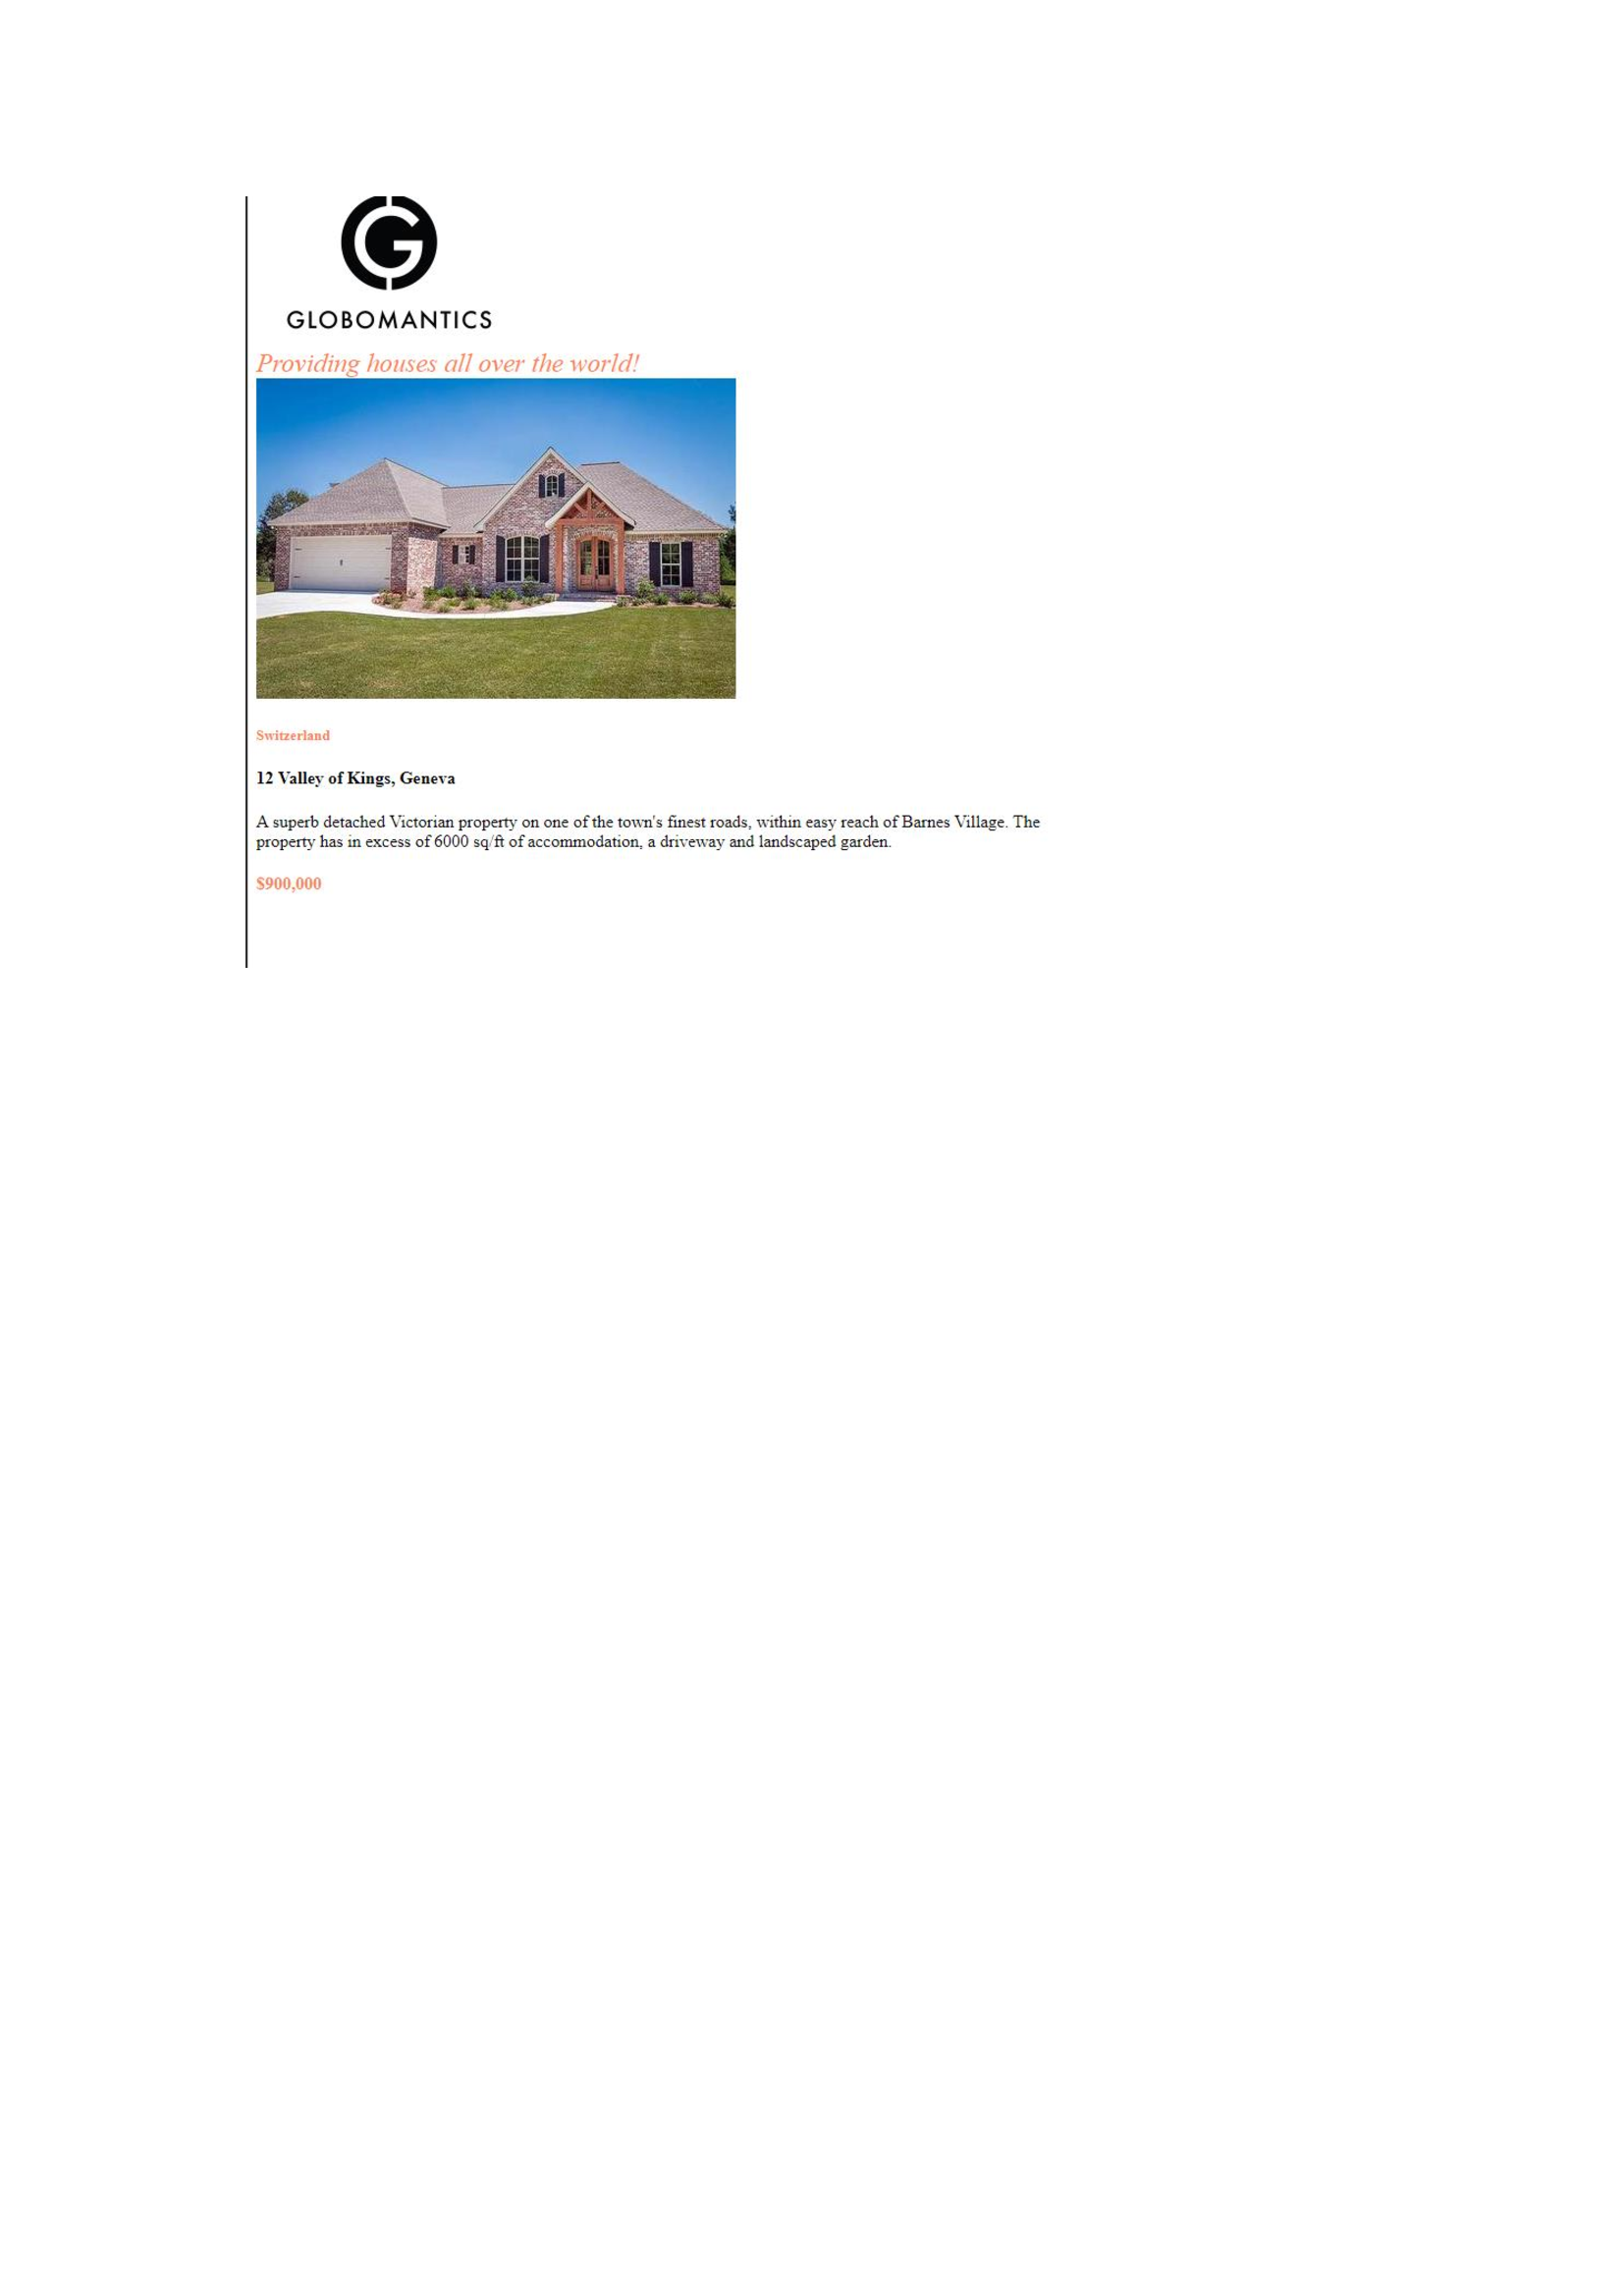 GLOBOMANTICS
Providing houses all over the world!
Switzerland
12 Valley of Kings, Geneva
A superb detached Victorian property on one of the town's finest roads, within easy reach of Barnes Village. The
property has in excess of 6000 sq/ft of accommodation, a driveway and landscaped garden.
$900,000